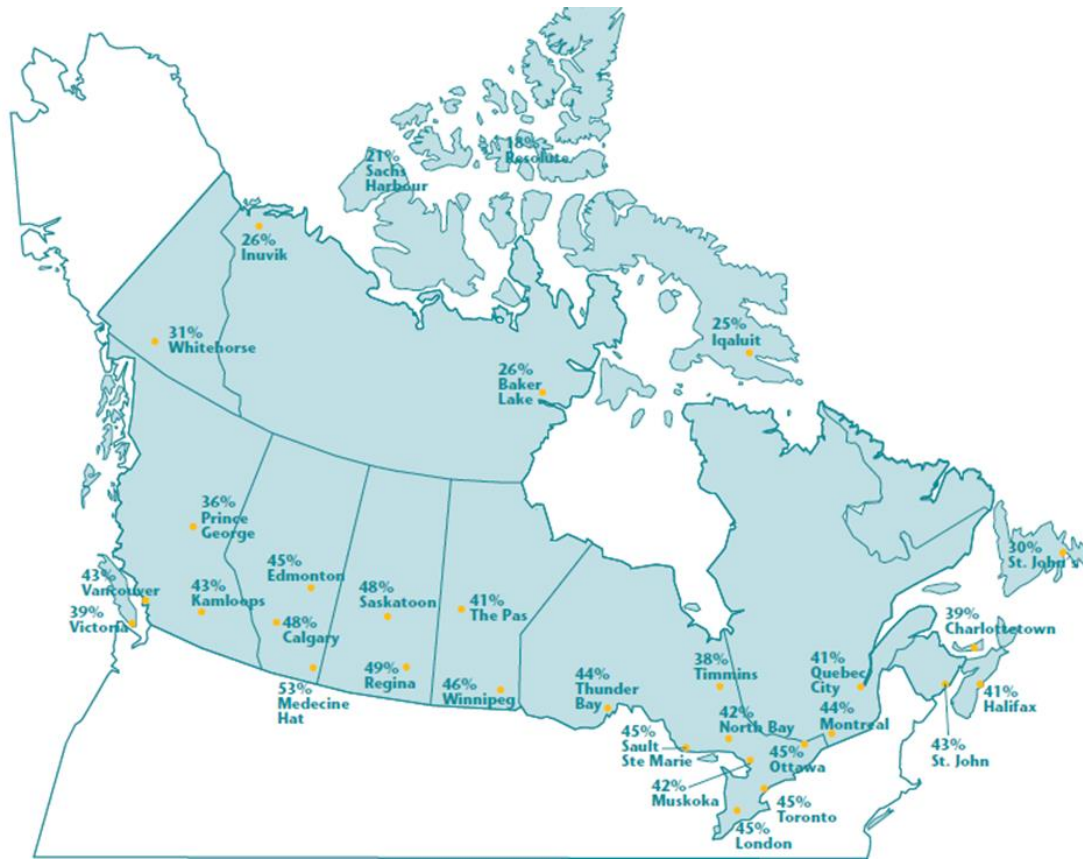 18%
Resolute
21%
Sachs
Harbour
26%
Inuvik
31%
Whitehorse
25%
Iqaluit
26%
Baker
Lake
36%
Prince
George
43%
Vancouver
39%
Victoria
43%
Kamloops
45%
Edmonton
48%
Calgary
53%
Medecine
Hat
48%
Saskatoon
49%
Regina
41%
The Pas
46%
Winnipeg
44%
Thunder
Bay
38%
Timmins
42%
North Bay
45%
Sault
Ste Marie
42%
Muskoka
45%
Ottawa
45%
Toronto
45%
London
41%
Quebec
City
44%
Montreal
30%
St. John's
39%
Charlottetown
41%
Halifax
43%
St. John